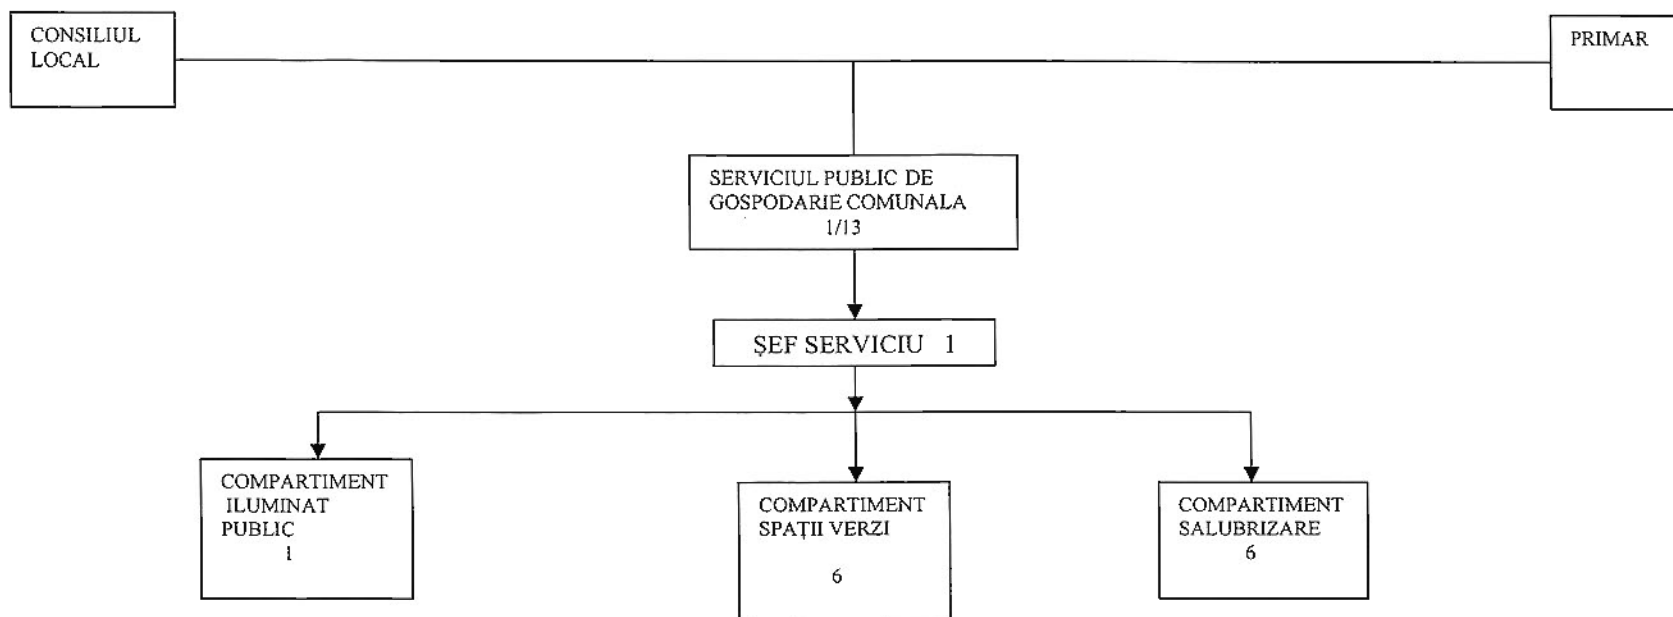 CONSILIUL
LOCAL
PRIMAR
SERVICIUL PUBLIC DE
GOSPODARIE COMUNALA
1/13
ŞEF SERVICIU 1
COMPARTIMENT
ILUMINAT
PUBLIC
1
COMPARTIMENT
SPAŢII VERZI
6
COMPARTIMENT
SALUBRIZARE
6